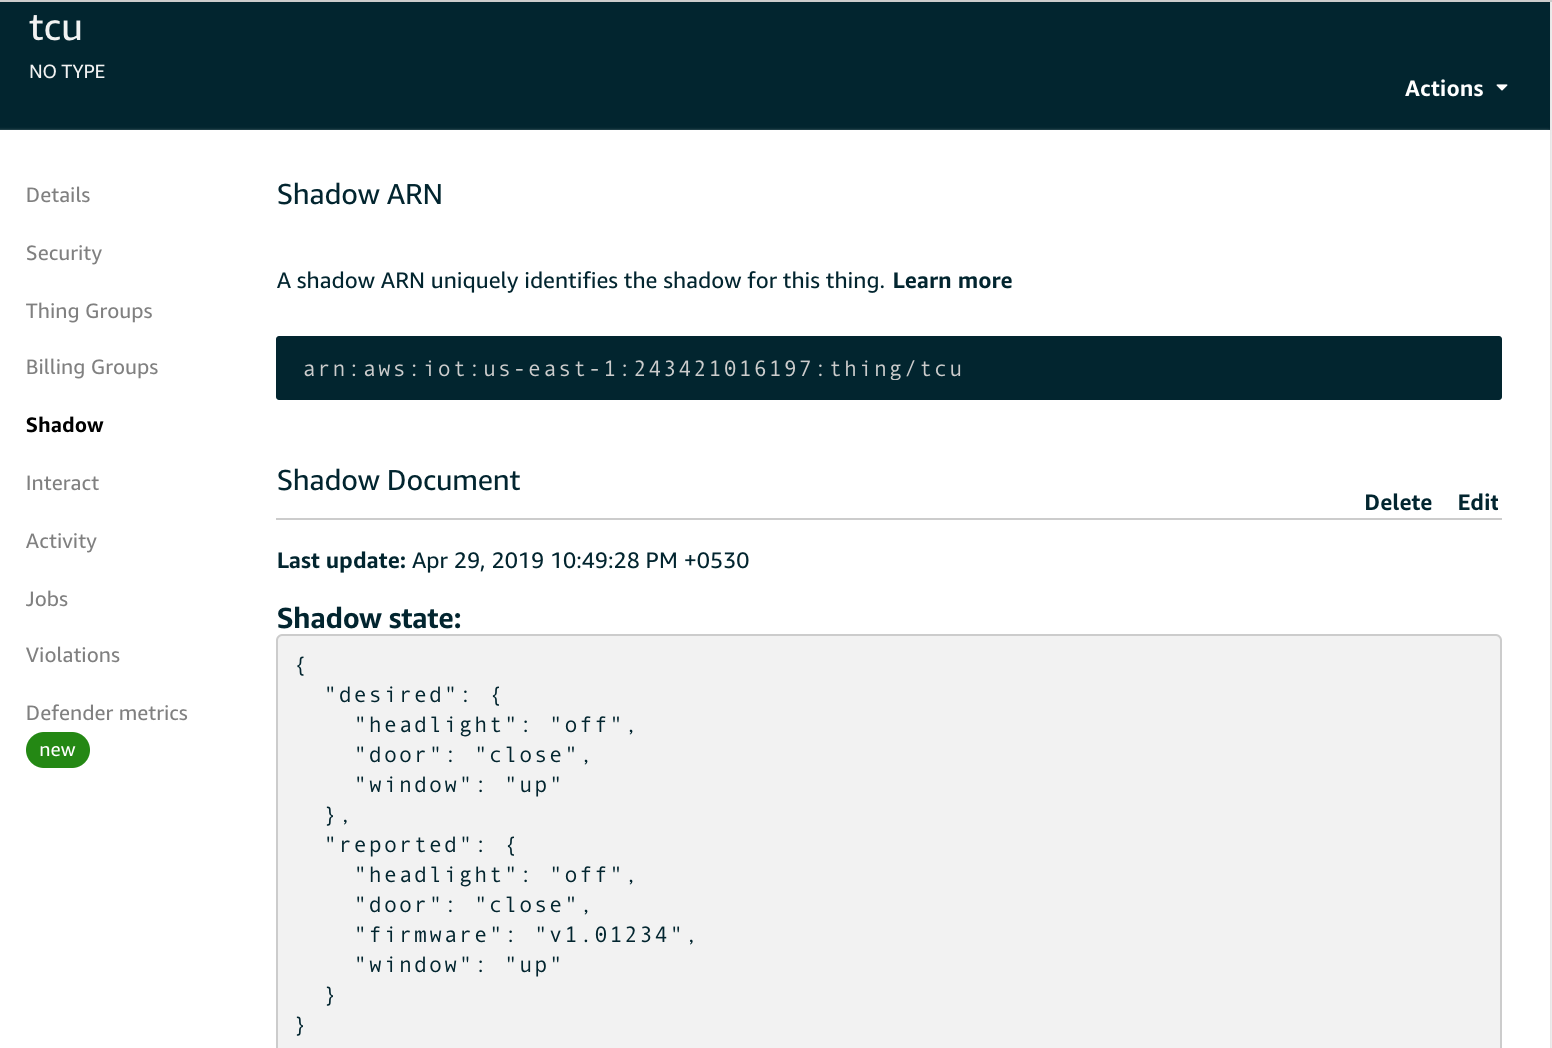 tcu
NO TYPE
Actions
Details
Security
Thing Groups
Billing Groups
Shadow
Interact
Activity
Jobs
Violations
Defender metrics
new
Shadow ARN
A shadow ARN uniquely identifies the shadow for this thing. Learn more
arn:aws:iot:us-east-1:243421016197:thing/tcu
Shadow Document
Delete Edit
Last update: Apr 29, 2019 10:49:28 PM +0530
Shadow state:
{
  "desired": {
    "headlight": "off",
    "door": "close",
    "window": "up"
  },
  "reported": {
    "headlight": "off",
    "door": "close",
    "firmware": "v1.01234",
    "window": "up"
  }
}